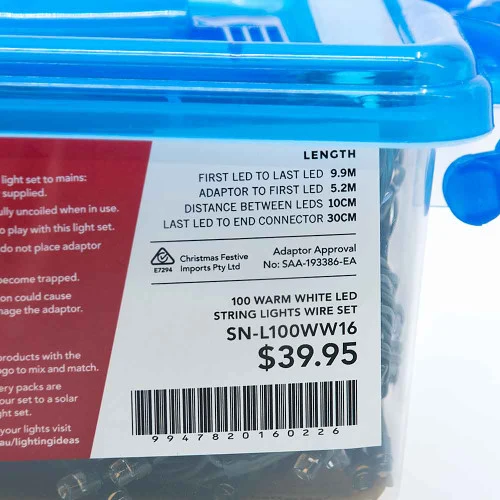 light set to mains:
supplied.
ully uncoiled when in use.
o play with this light set.
do not place adaptor
become trapped.
on could cause
mage the adaptor.
products with the
ogo to mix and match.
ery packs are
your set to a solar
ght set.
your lights visit
au/lightingideas
LENGTH
FIRST LED TO LAST LED 9.9M
ADAPTOR TO FIRST LED 5.2M
DISTANCE BETWEEN LEDS 10CM
LAST LED TO END CONNECTOR 30CM
E7294
Christmas Festive
Imports Pty Ltd
Adaptor Approval
No: SAA-193386-EA
100 WARM WHITE LED
STRING LIGHTS WIRE SET
SN-L100WW16
$39.95
9947820160226